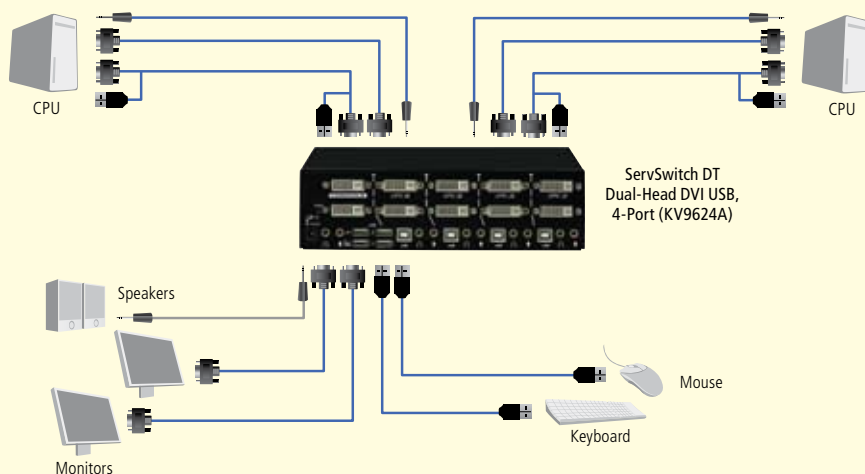 CPU
CPU
ServSwitch DT
Dual-Head DVI USB,
4-Port (KV9624A)
Speakers
Mouse
Keyboard
Monitors